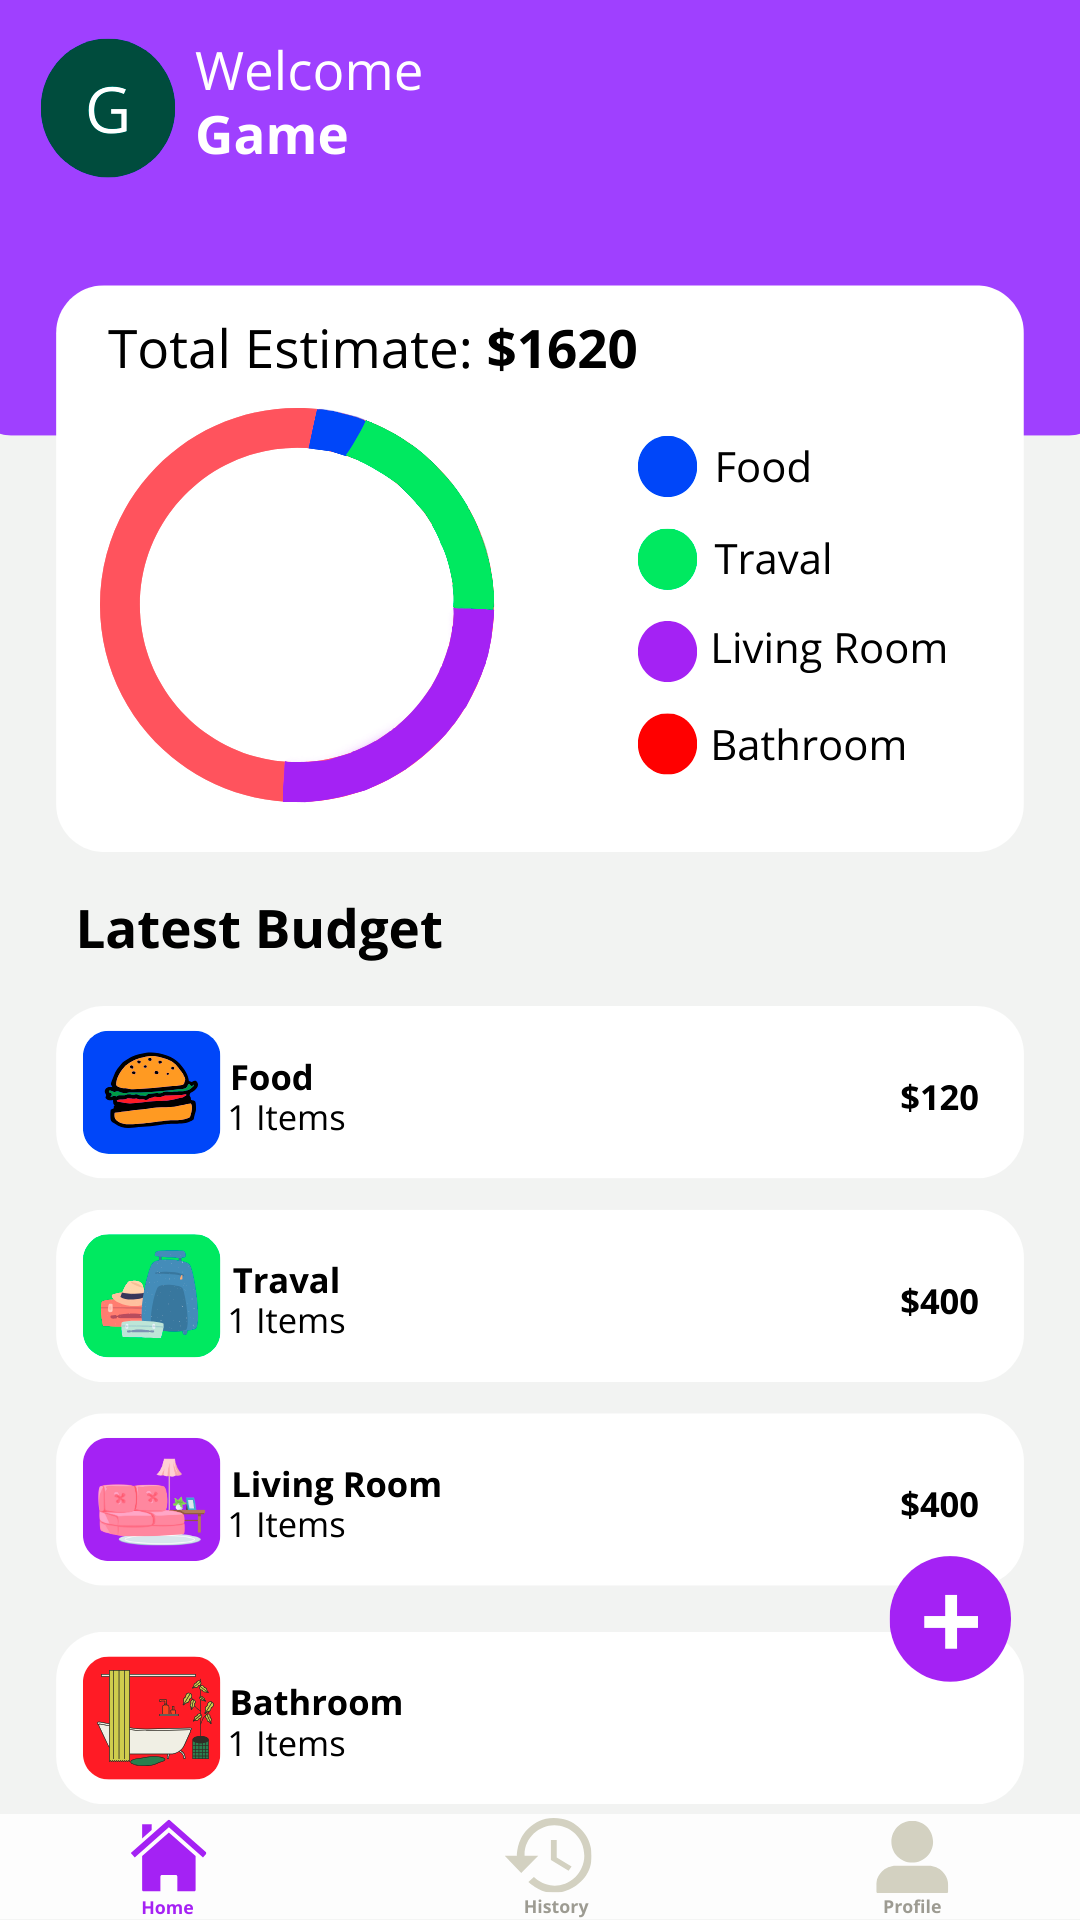 G
Welcome
Game
Total Estimate: $1620
Food
Traval
Living Room
Bathroom
Latest Budget
Food
1 Items
$120
Traval
1 Items
$400
Living Room
1 Items
$400
+
Bathroom
1 Items
Home
History
Profile